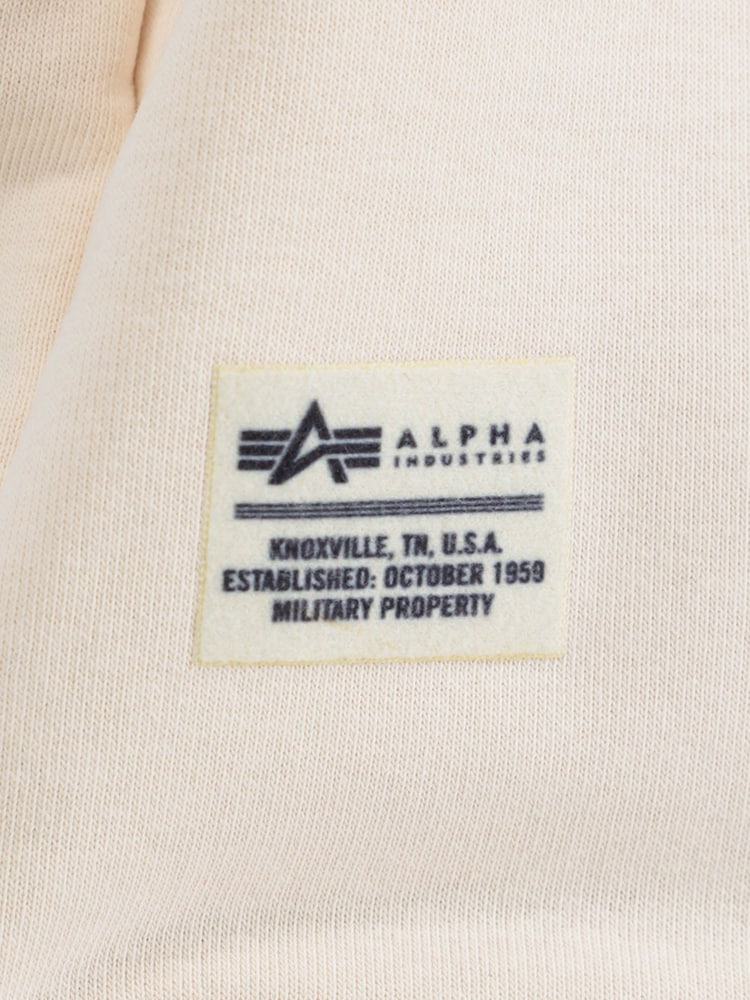 ALPHA
INDUSTRIES
KNOXVILLE, TN, U.S.A.
ESTABLISHED: OCTOBER 1959
MILITARY PROPERTY